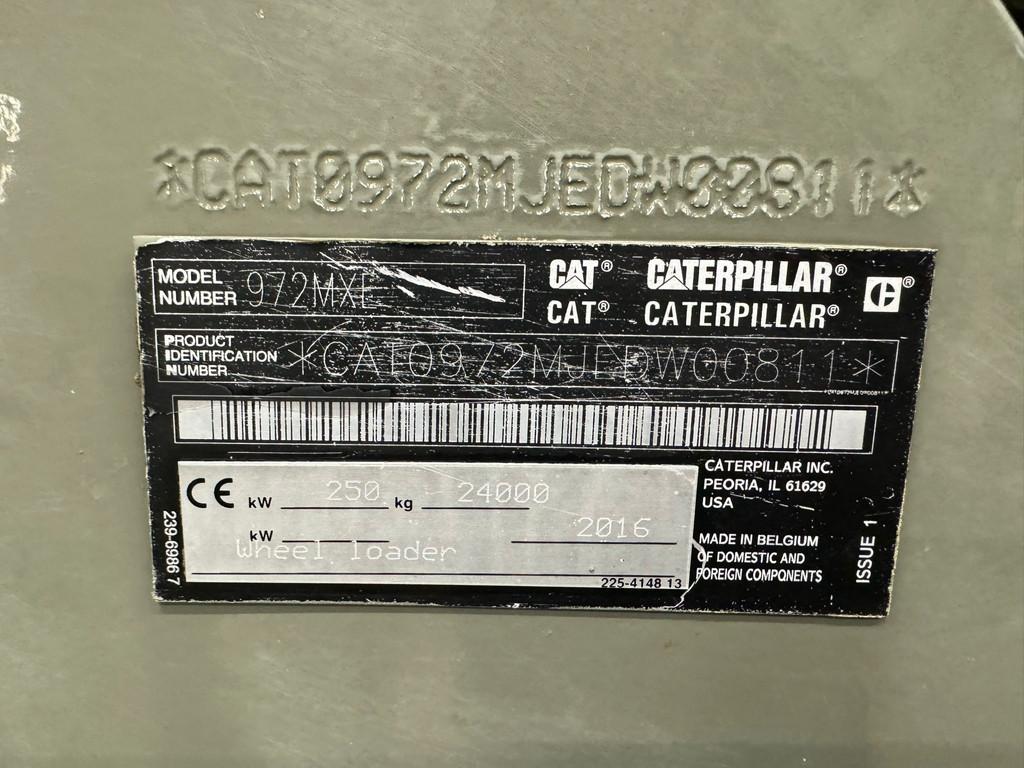 *CAT0972MJEDW00811*
MODEL NUMBER 972MXE
CAT® CATERPILLAR®
CAT® CATERPILLAR®
PRODUCT IDENTIFICATION NUMBER *CAT0972MJEDW00811*
CE kW 250 kg 24000
kW 2016
Wheel loader
225-4148 13
239-6986 7
CATERPILLAR INC.
PEORIA, IL 61629
USA
MADE IN BELGIUM
OF DOMESTIC AND
FOREIGN COMPONENTS
ISSUE 1